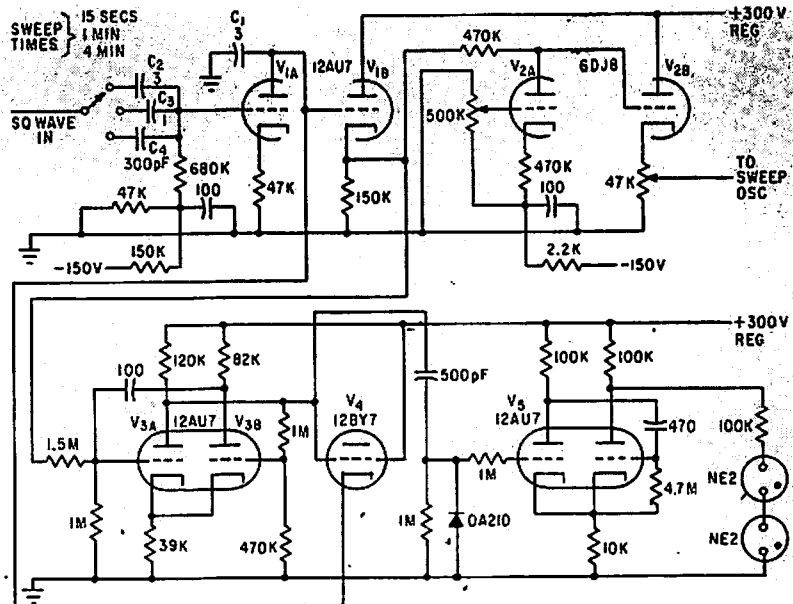 SWEEP TIMES } 15 SECS
1 MIN
4 MIN
C1
3
C2
3
C3
1
C4
300pF
SQ WAVE
IN
680K
47K
100
150K
-150V
V1A
12AU7
V1B
47K
150K
470K
V2A
6DJ8
V2B
+300V
REG
500K
470K
100
47K
TO
SWEEP
OSC
2.2K
-150V
120K
82K
100
V3A
12AU7
V3B
1.5M
1M
39K
1M
470K
V4
12BY7
500pF
1M
1M
OA210
100K
100K
+300V
REG
V5
12AU7
470
4.7M
10K
100K
NE2
NE2